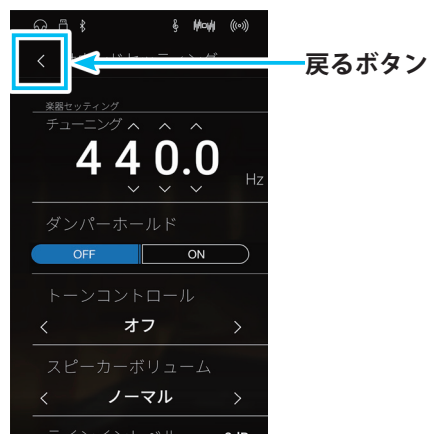 戻るボタン
楽器セッティング
チューニング
440.0
Hz
ダンパーホールド
OFF ON
トーンコントロール
オフ
スピーカーボリューム
ノーマル